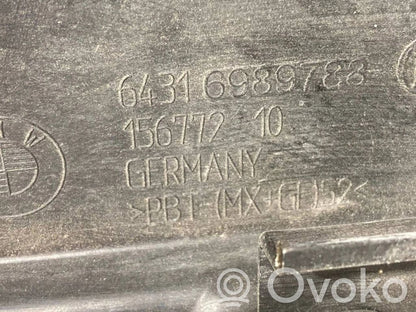 6431 6989788
156772 10
GERMANY
>PBT-(MX+GF)52<
Ovoko